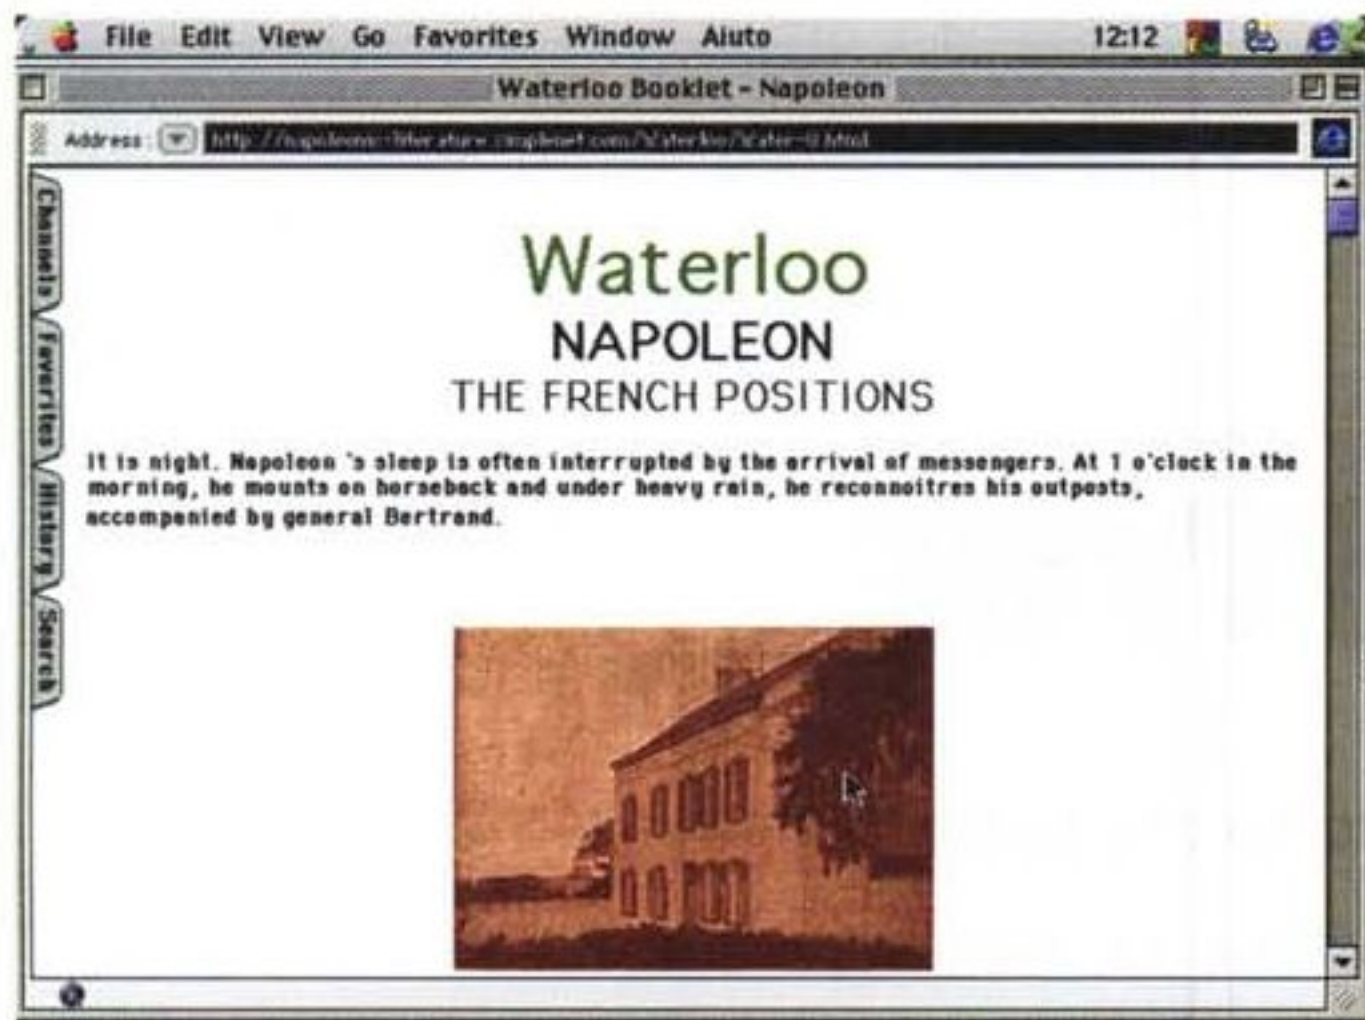 File Edit View Go Favorites Window Aiuto 12:12
Waterloo Booklet - Napoleon
Address:
Channels
Favorites
History
Search
Waterloo
NAPOLEON
THE FRENCH POSITIONS
It is night. Napoleon 's sleep is often interrupted by the arrival of messengers. At 1 o'clock in the
morning, he mounts on horseback and under heavy rain, he reconnoitres his outposts,
accompanied by general Bertrand.